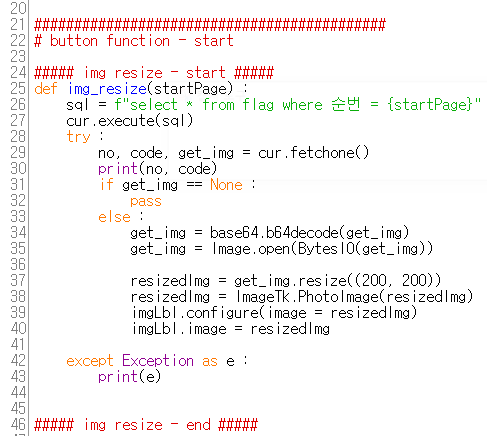 20
21 ############################################
22 # button function - start
23
24 ##### img resize - start #####
25 def img_resize(startPage) :
26     sql = f"select * from flag where 순번 = {startPage}"
27     cur.execute(sql)
28     try :
29         no, code, get_img = cur.fetchone()
30         print(no, code)
31         if get_img == None :
32             pass
33         else :
34             get_img = base64.b64decode(get_img)
35             get_img = Image.open(BytesIO(get_img))
36
37             resizedImg = get_img.resize((200, 200))
38             resizedImg = ImageTk.PhotoImage(resizedImg)
39             imgLbl.configure(image = resizedImg)
40             imgLbl.image = resizedImg
41
42     except Exception as e :
43         print(e)
44
45
46 ##### img resize - end #####